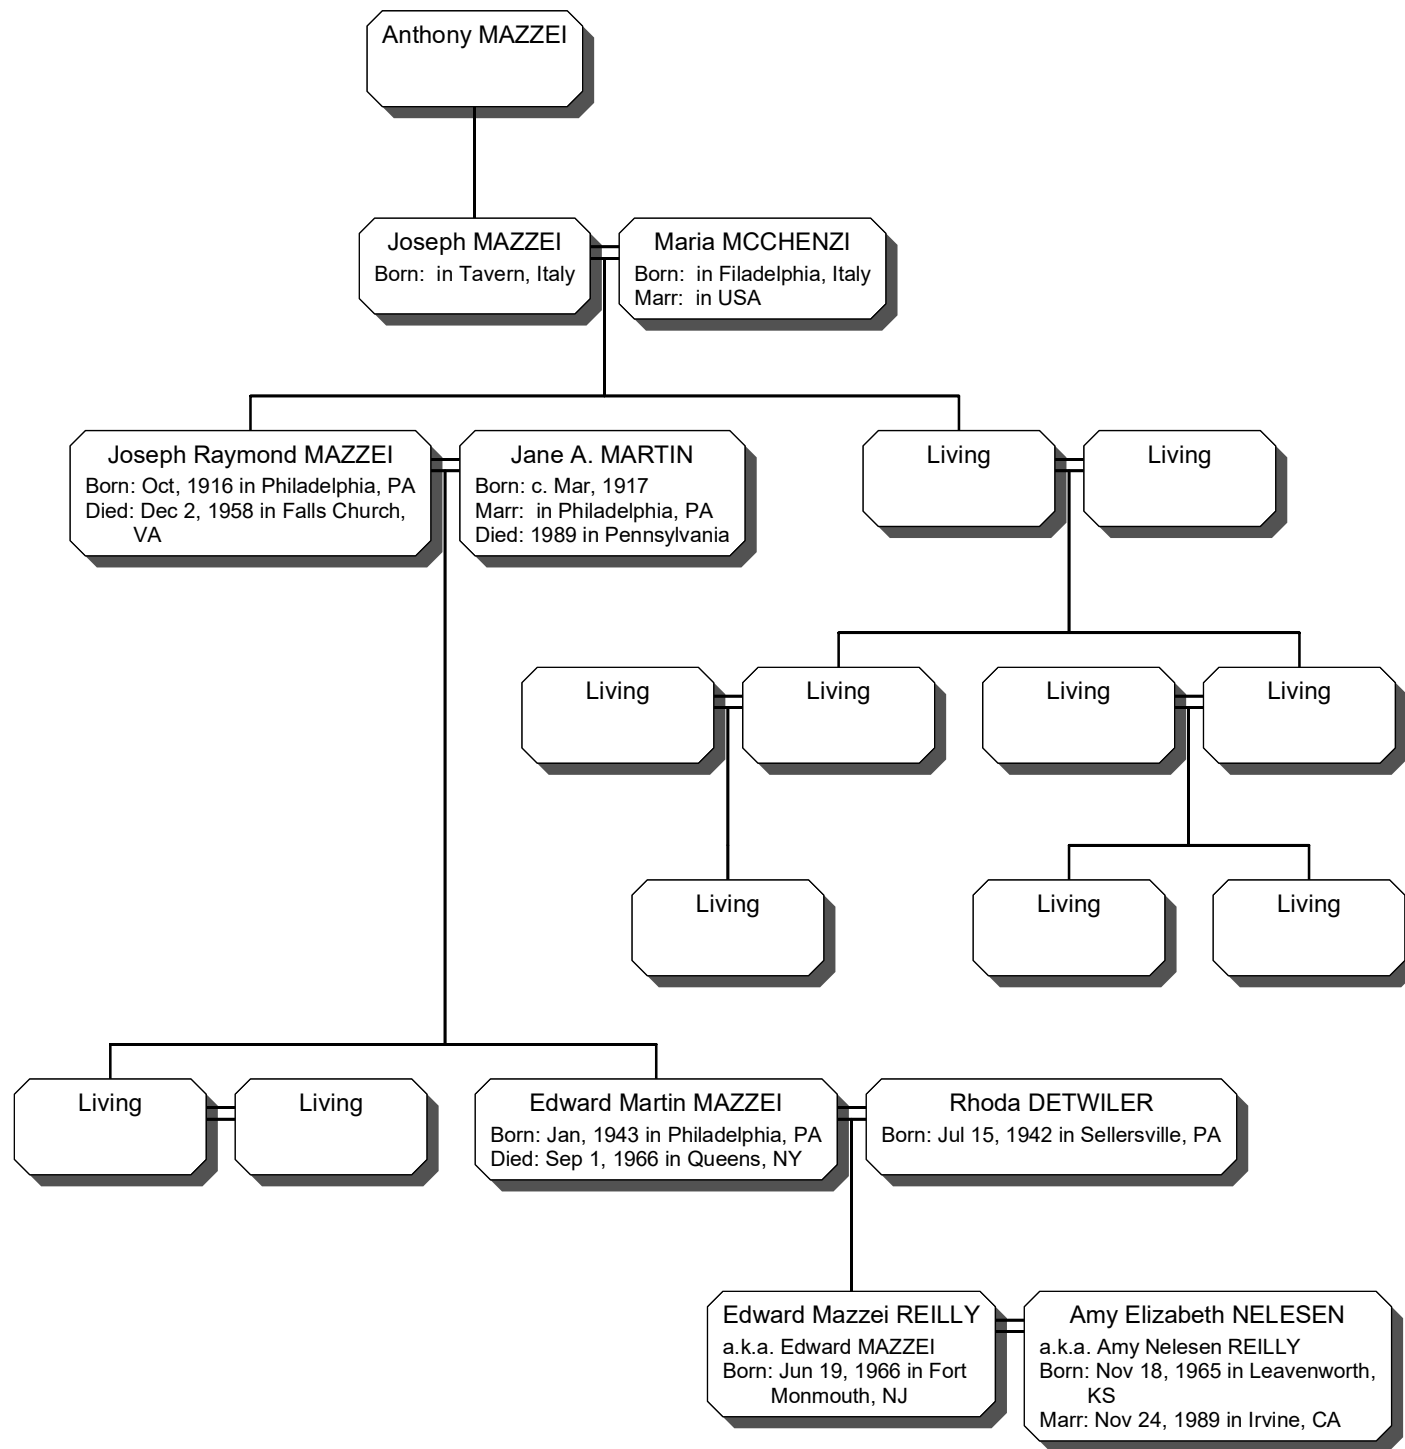 Anthony MAZZEI
Joseph MAZZEI
Born:  in Tavern, Italy
Maria MCCHENZI
Born:  in Filadelphia, Italy
Marr:  in USA
Joseph Raymond MAZZEI
Born: Oct, 1916 in Philadelphia, PA
Died: Dec 2, 1958 in Falls Church,
VA
Jane A. MARTIN
Born: c. Mar, 1917
Marr:  in Philadelphia, PA
Died: 1989 in Pennsylvania
Living
Living
Living
Living
Living
Living
Living
Living
Living
Living
Living
Edward Martin MAZZEI
Born: Jan, 1943 in Philadelphia, PA
Died: Sep 1, 1966 in Queens, NY
Rhoda DETWILER
Born: Jul 15, 1942 in Sellersville, PA
Edward Mazzei REILLY
a.k.a. Edward MAZZEI
Born: Jun 19, 1966 in Fort
Monmouth, NJ
Amy Elizabeth NELESEN
a.k.a. Amy Nelesen REILLY
Born: Nov 18, 1965 in Leavenworth,
KS
Marr: Nov 24, 1989 in Irvine, CA